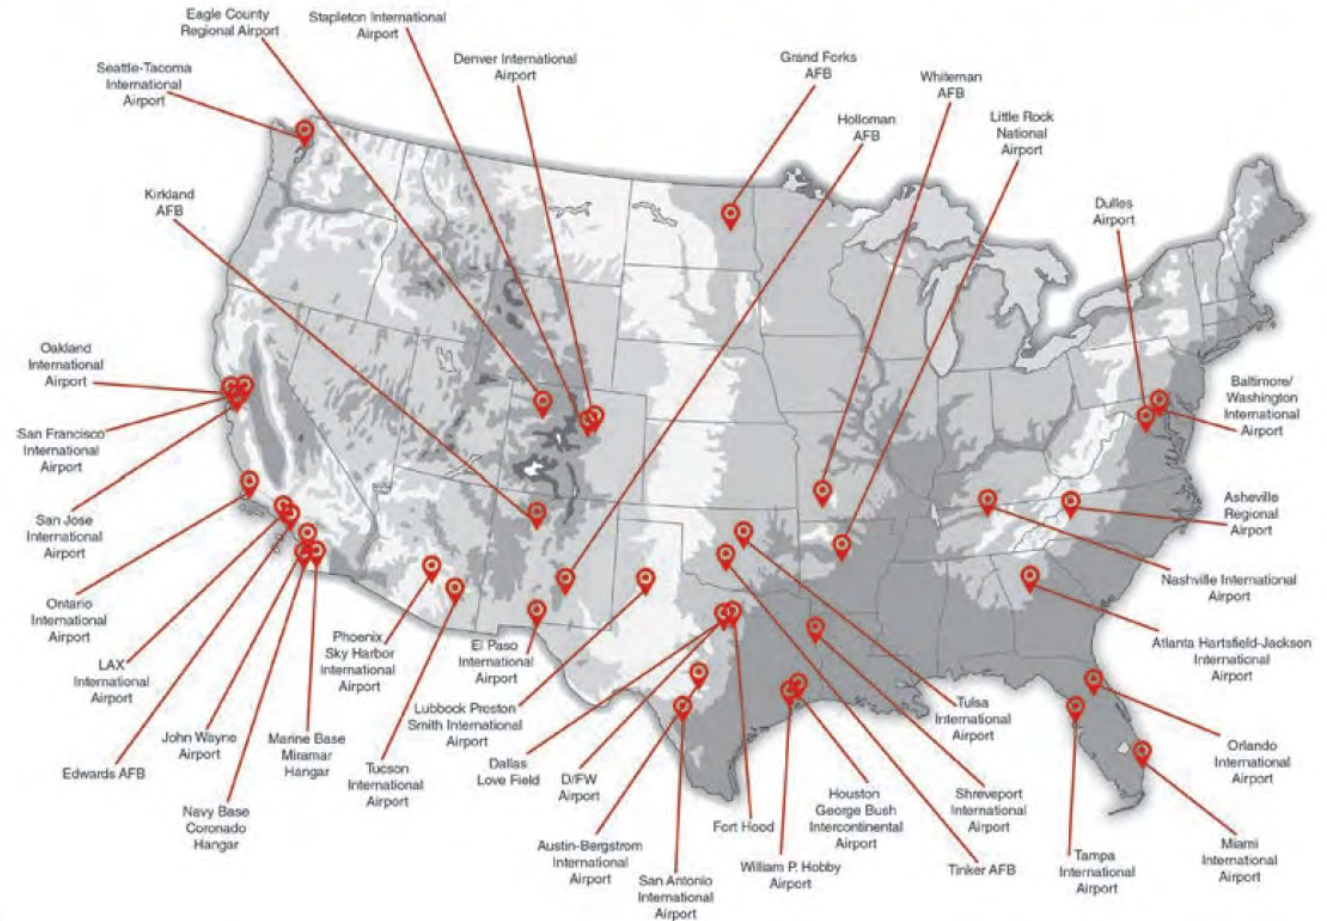 Eagle County
Regional Airport
Stapleton International
Airport
Denver International
Airport
Seattle-Tacoma
International
Airport
Grand Forks
AFB
Whiteman
AFB
Holloman
AFB
Little Rock
National
Airport
Kirkland
AFB
Dulles
Airport
Oakland
International
Airport
San Francisco
International
Airport
San Jose
International
Airport
Ontario
International
Airport
LAX
International
Airport
Edwards AFB
John Wayne
Airport
Navy Base
Coronado
Hangar
Marine Base
Miramar
Hangar
Phoenix
Sky Harbor
International
Airport
Tucson
International
Airport
El Paso
International
Airport
Lubbock Preston
Smith International
Airport
Dallas
Love Field
D/FW
Airport
Austin-Bergstrom
International
Airport
San Antonio
International
Airport
Fort Hood
William P. Hobby
Airport
Houston
George Bush
Intercontinental
Airport
Tinker AFB
Shreveport
International
Airport
Tulsa
International
Airport
Tampa
International
Airport
Miami
International
Airport
Orlando
International
Airport
Atlanta Hartsfield-Jackson
International
Airport
Nashville International
Airport
Asheville
Regional
Airport
Baltimore/
Washington
International
Airport